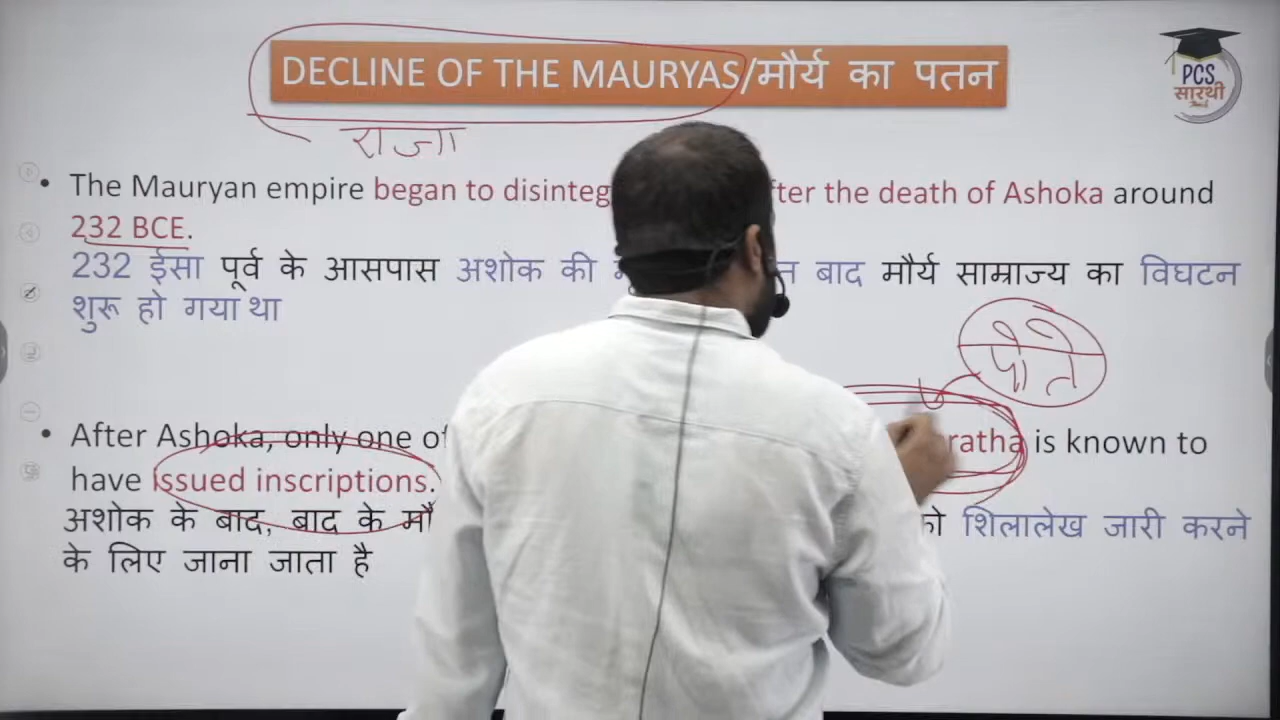 DECLINE OF THE MAURYAS/मौर्य का पतन
PCS
सारथी
राजा
• The Mauryan empire began to disinteg fter the death of Ashoka around
232 BCE.
232 ईसा पूर्व के आसपास अशोक की बाद मौर्य साम्राज्य का विघटन
शुरू हो गया था
पोते
• After Ashoka, only one of ratha is known to
have issued inscriptions.
अशोक के बाद, बाद के मौ को शिलालेख जारी करने
के लिए जाना जाता है